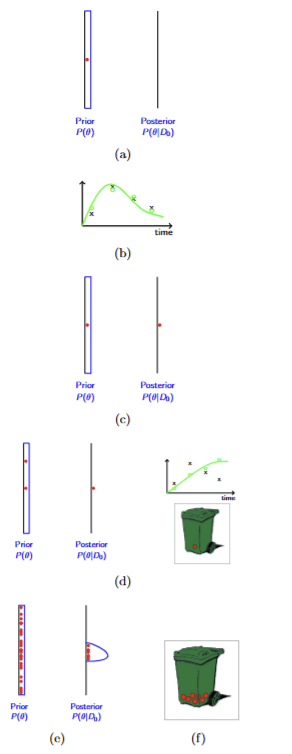 Prior
P(θ)
Posterior
P(θ|D₀)
(a)
x
x
x
x
time
(b)
Prior
P(θ)
Posterior
P(θ|D₀)
(c)
Prior
P(θ)
Posterior
P(θ|D₀)
x
x
x
x
time
(d)
Prior
P(θ)
Posterior
P(θ|D₀)
(e)
(f)